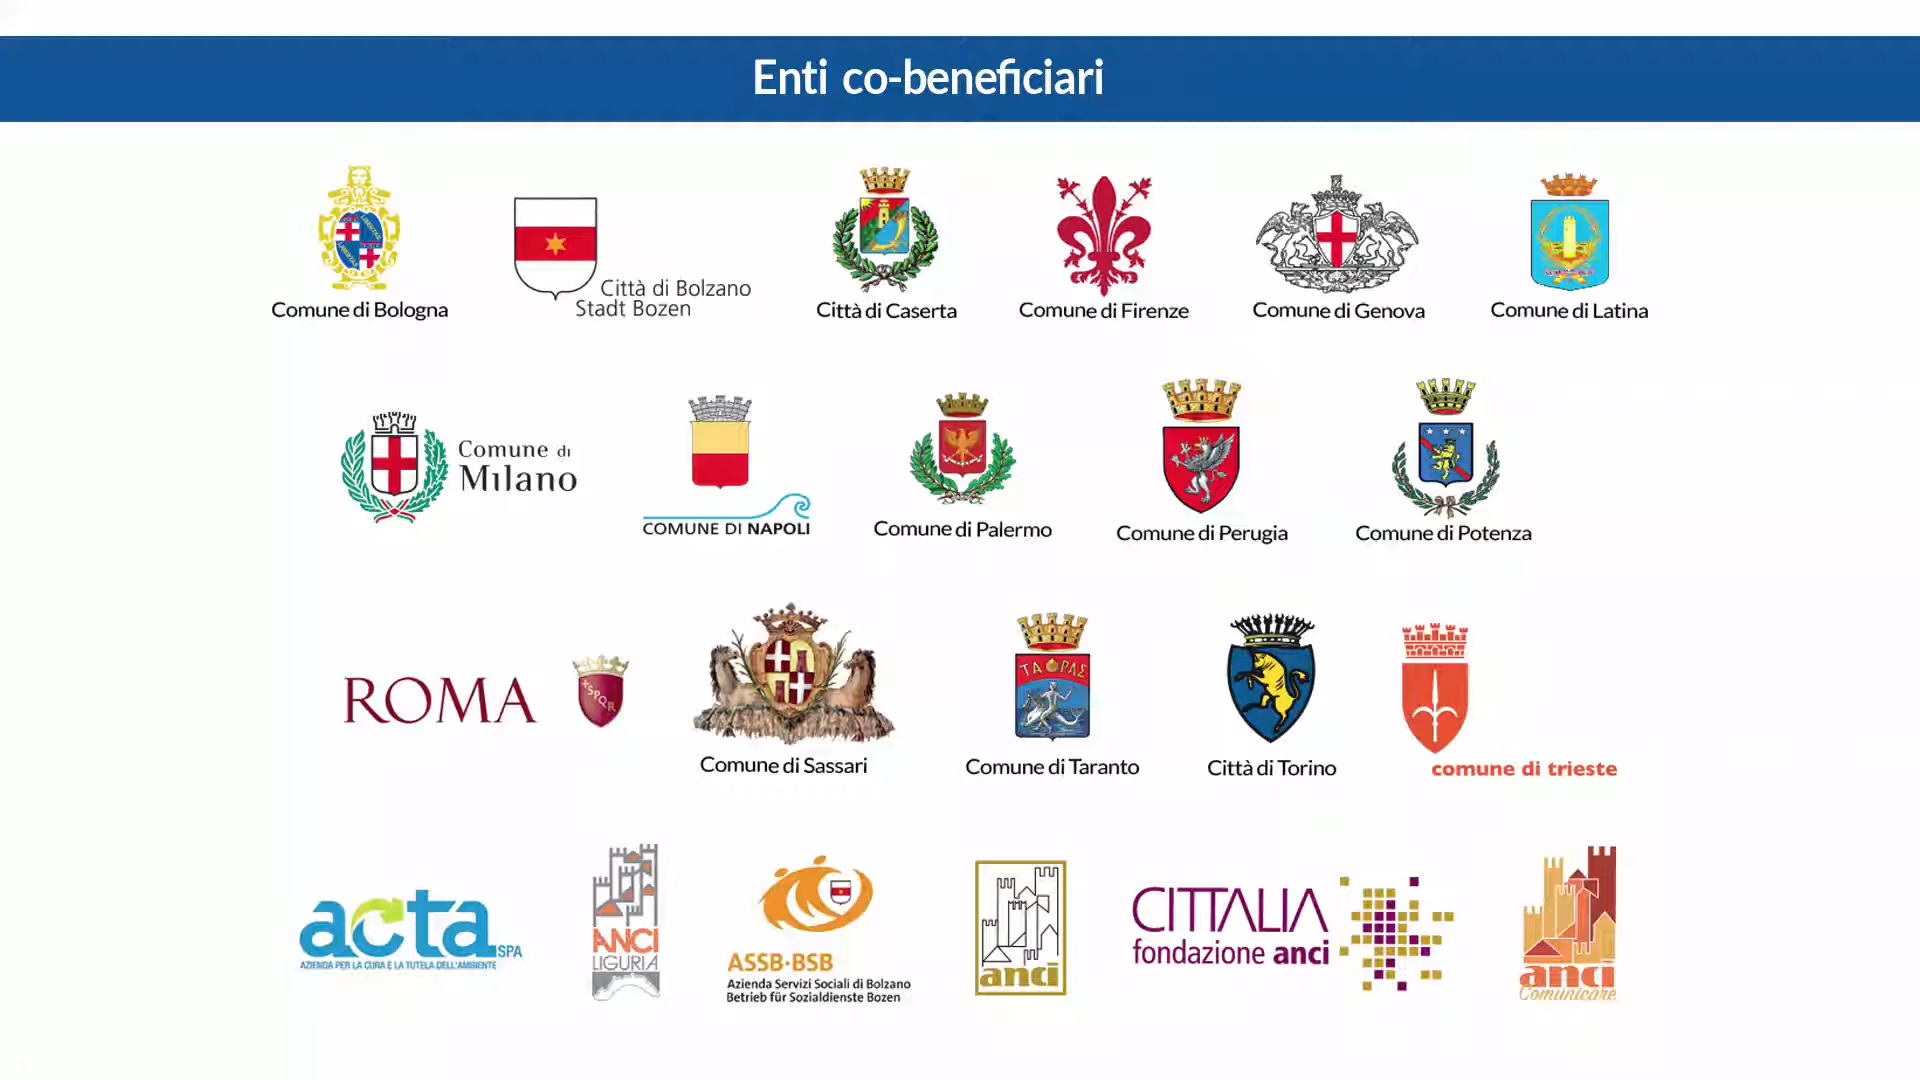 Enti co-beneficiari
Comune di Bologna
Città di Bolzano
Stadt Bozen
Città di Caserta
Comune di Firenze
Comune di Genova
Comune di Latina
Comune di
Milano
COMUNE DI NAPOLI
Comune di Palermo
Comune di Perugia
Comune di Potenza
ROMA
SPQR
Comune di Sassari
ΤΑΡΑΣ
Comune di Taranto
Città di Torino
comune di trieste
acta SPA
AZIENDA PER LA CURA E LA TUTELA DELL'AMBIENTE
ANCI
LIGURIA
ASSB·BSB
Azienda Servizi Sociali di Bolzano
Betrieb für Sozialdienste Bozen
anci
CITTALIA
fondazione anci
anci
Comunicare